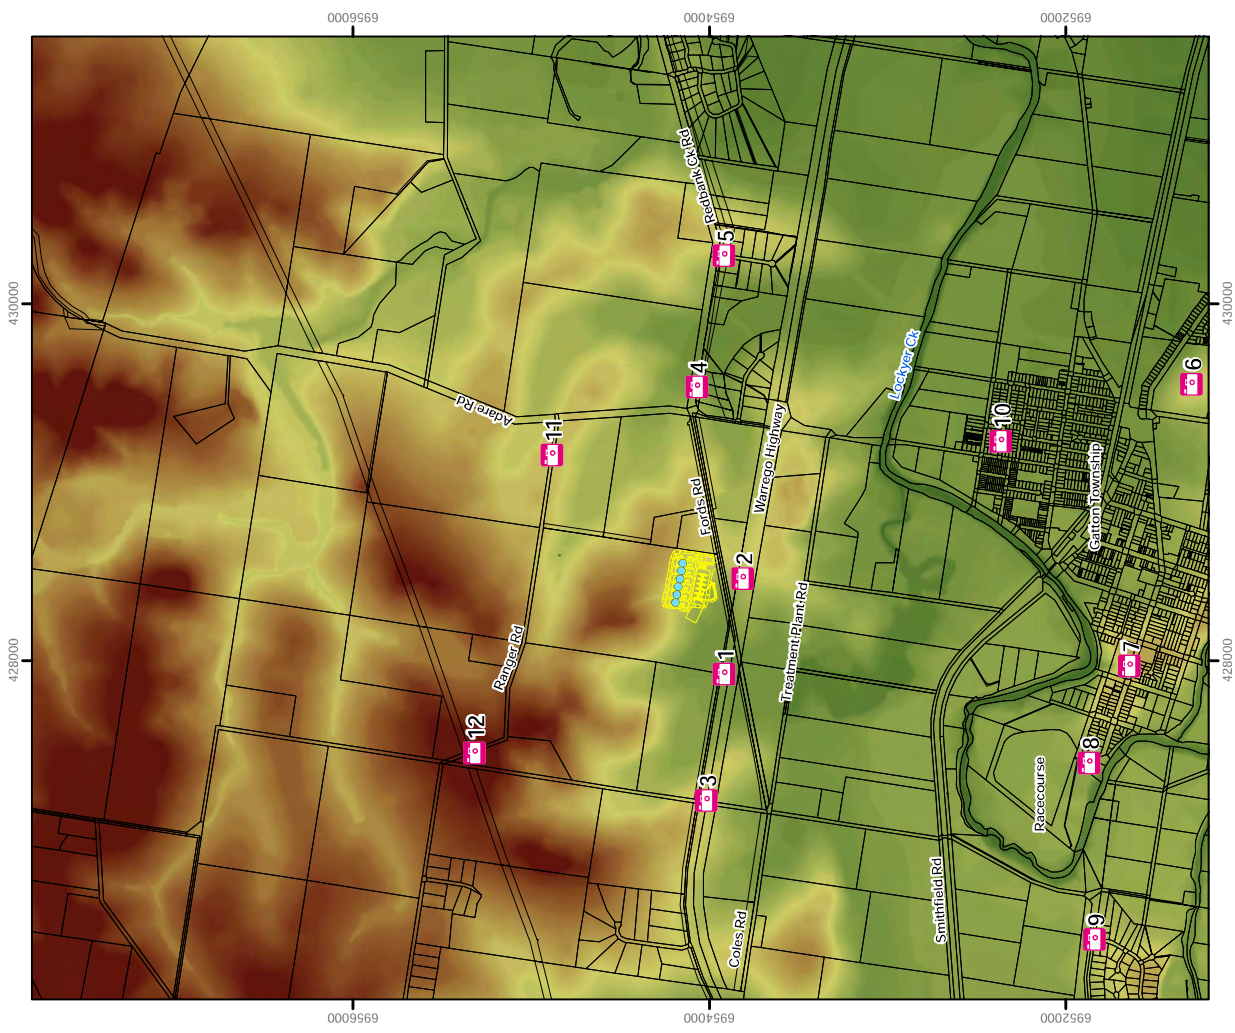 6956000
6954000
6952000
430000
428000
430000
428000
6956000
6954000
6952000
Redbank Ck Rd
5
Lockyer Ck
4
6
Adare Rd
11
10
Warrego Highway
Fords Rd
Gatton Township
2
Treatment Plant Rd
Ranger Rd
1
7
12
8
3
Racecourse
Smithfield Rd
Coles Rd
9